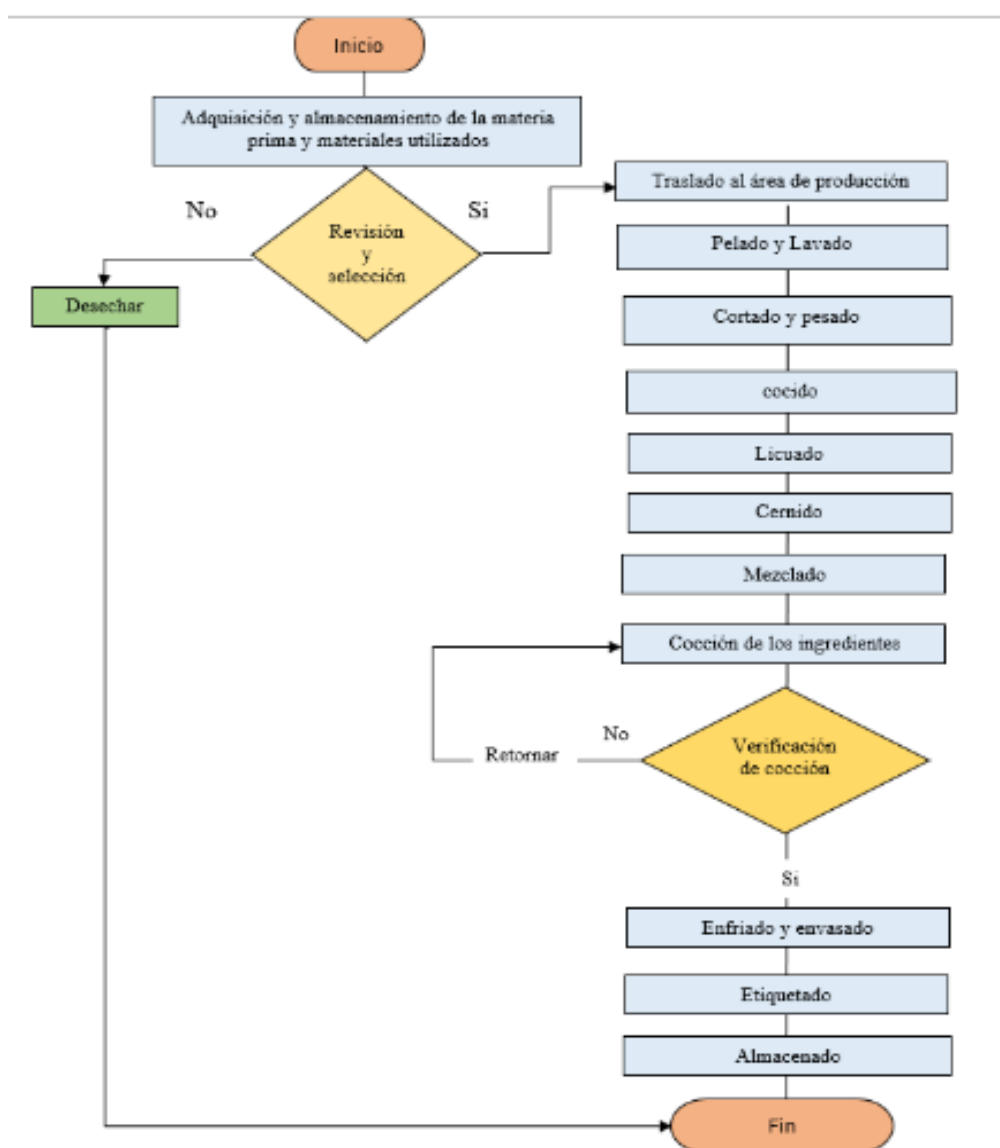 Inicio
Adquisición y almacenamiento de la materia
prima y materiales utilizados
No
Revisión
y
selección
Si
Desechar
Traslado al área de producción
Pelado y Lavado
Cortado y pesado
cocido
Licuado
Cernido
Mezclado
Cocción de los ingredientes
Verificación
de cocción
No
Retornar
Si
Enfriado y envasado
Etiquetado
Almacenado
Fin